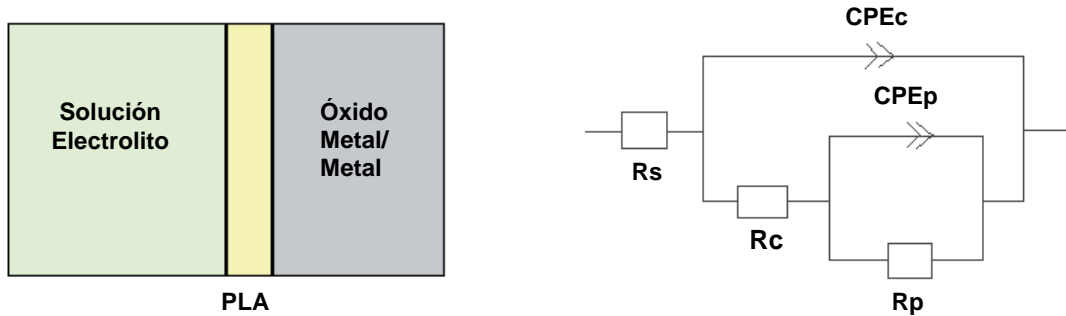 Solución
Electrolito
Óxido
Metal/
Metal
PLA
CPEc
CPEp
Rs
Rc
Rp